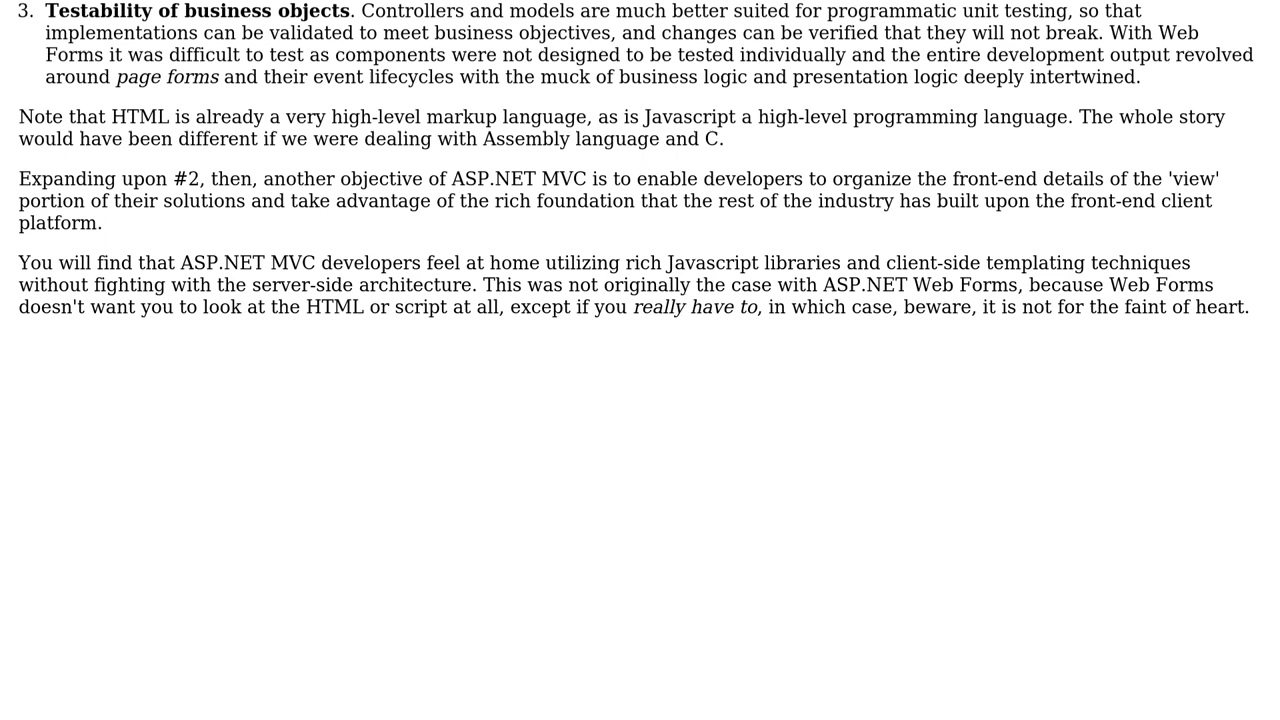 3. Testability of business objects. Controllers and models are much better suited for programmatic unit testing, so that
implementations can be validated to meet business objectives, and changes can be verified that they will not break. With Web
Forms it was difficult to test as components were not designed to be tested individually and the entire development output revolved
around page forms and their event lifecycles with the muck of business logic and presentation logic deeply intertwined.
Note that HTML is already a very high-level markup language, as is Javascript a high-level programming language. The whole story
would have been different if we were dealing with Assembly language and C.
Expanding upon #2, then, another objective of ASP.NET MVC is to enable developers to organize the front-end details of the 'view'
portion of their solutions and take advantage of the rich foundation that the rest of the industry has built upon the front-end client
platform.
You will find that ASP.NET MVC developers feel at home utilizing rich Javascript libraries and client-side templating techniques
without fighting with the server-side architecture. This was not originally the case with ASP.NET Web Forms, because Web Forms
doesn't want you to look at the HTML or script at all, except if you really have to, in which case, beware, it is not for the faint of heart.